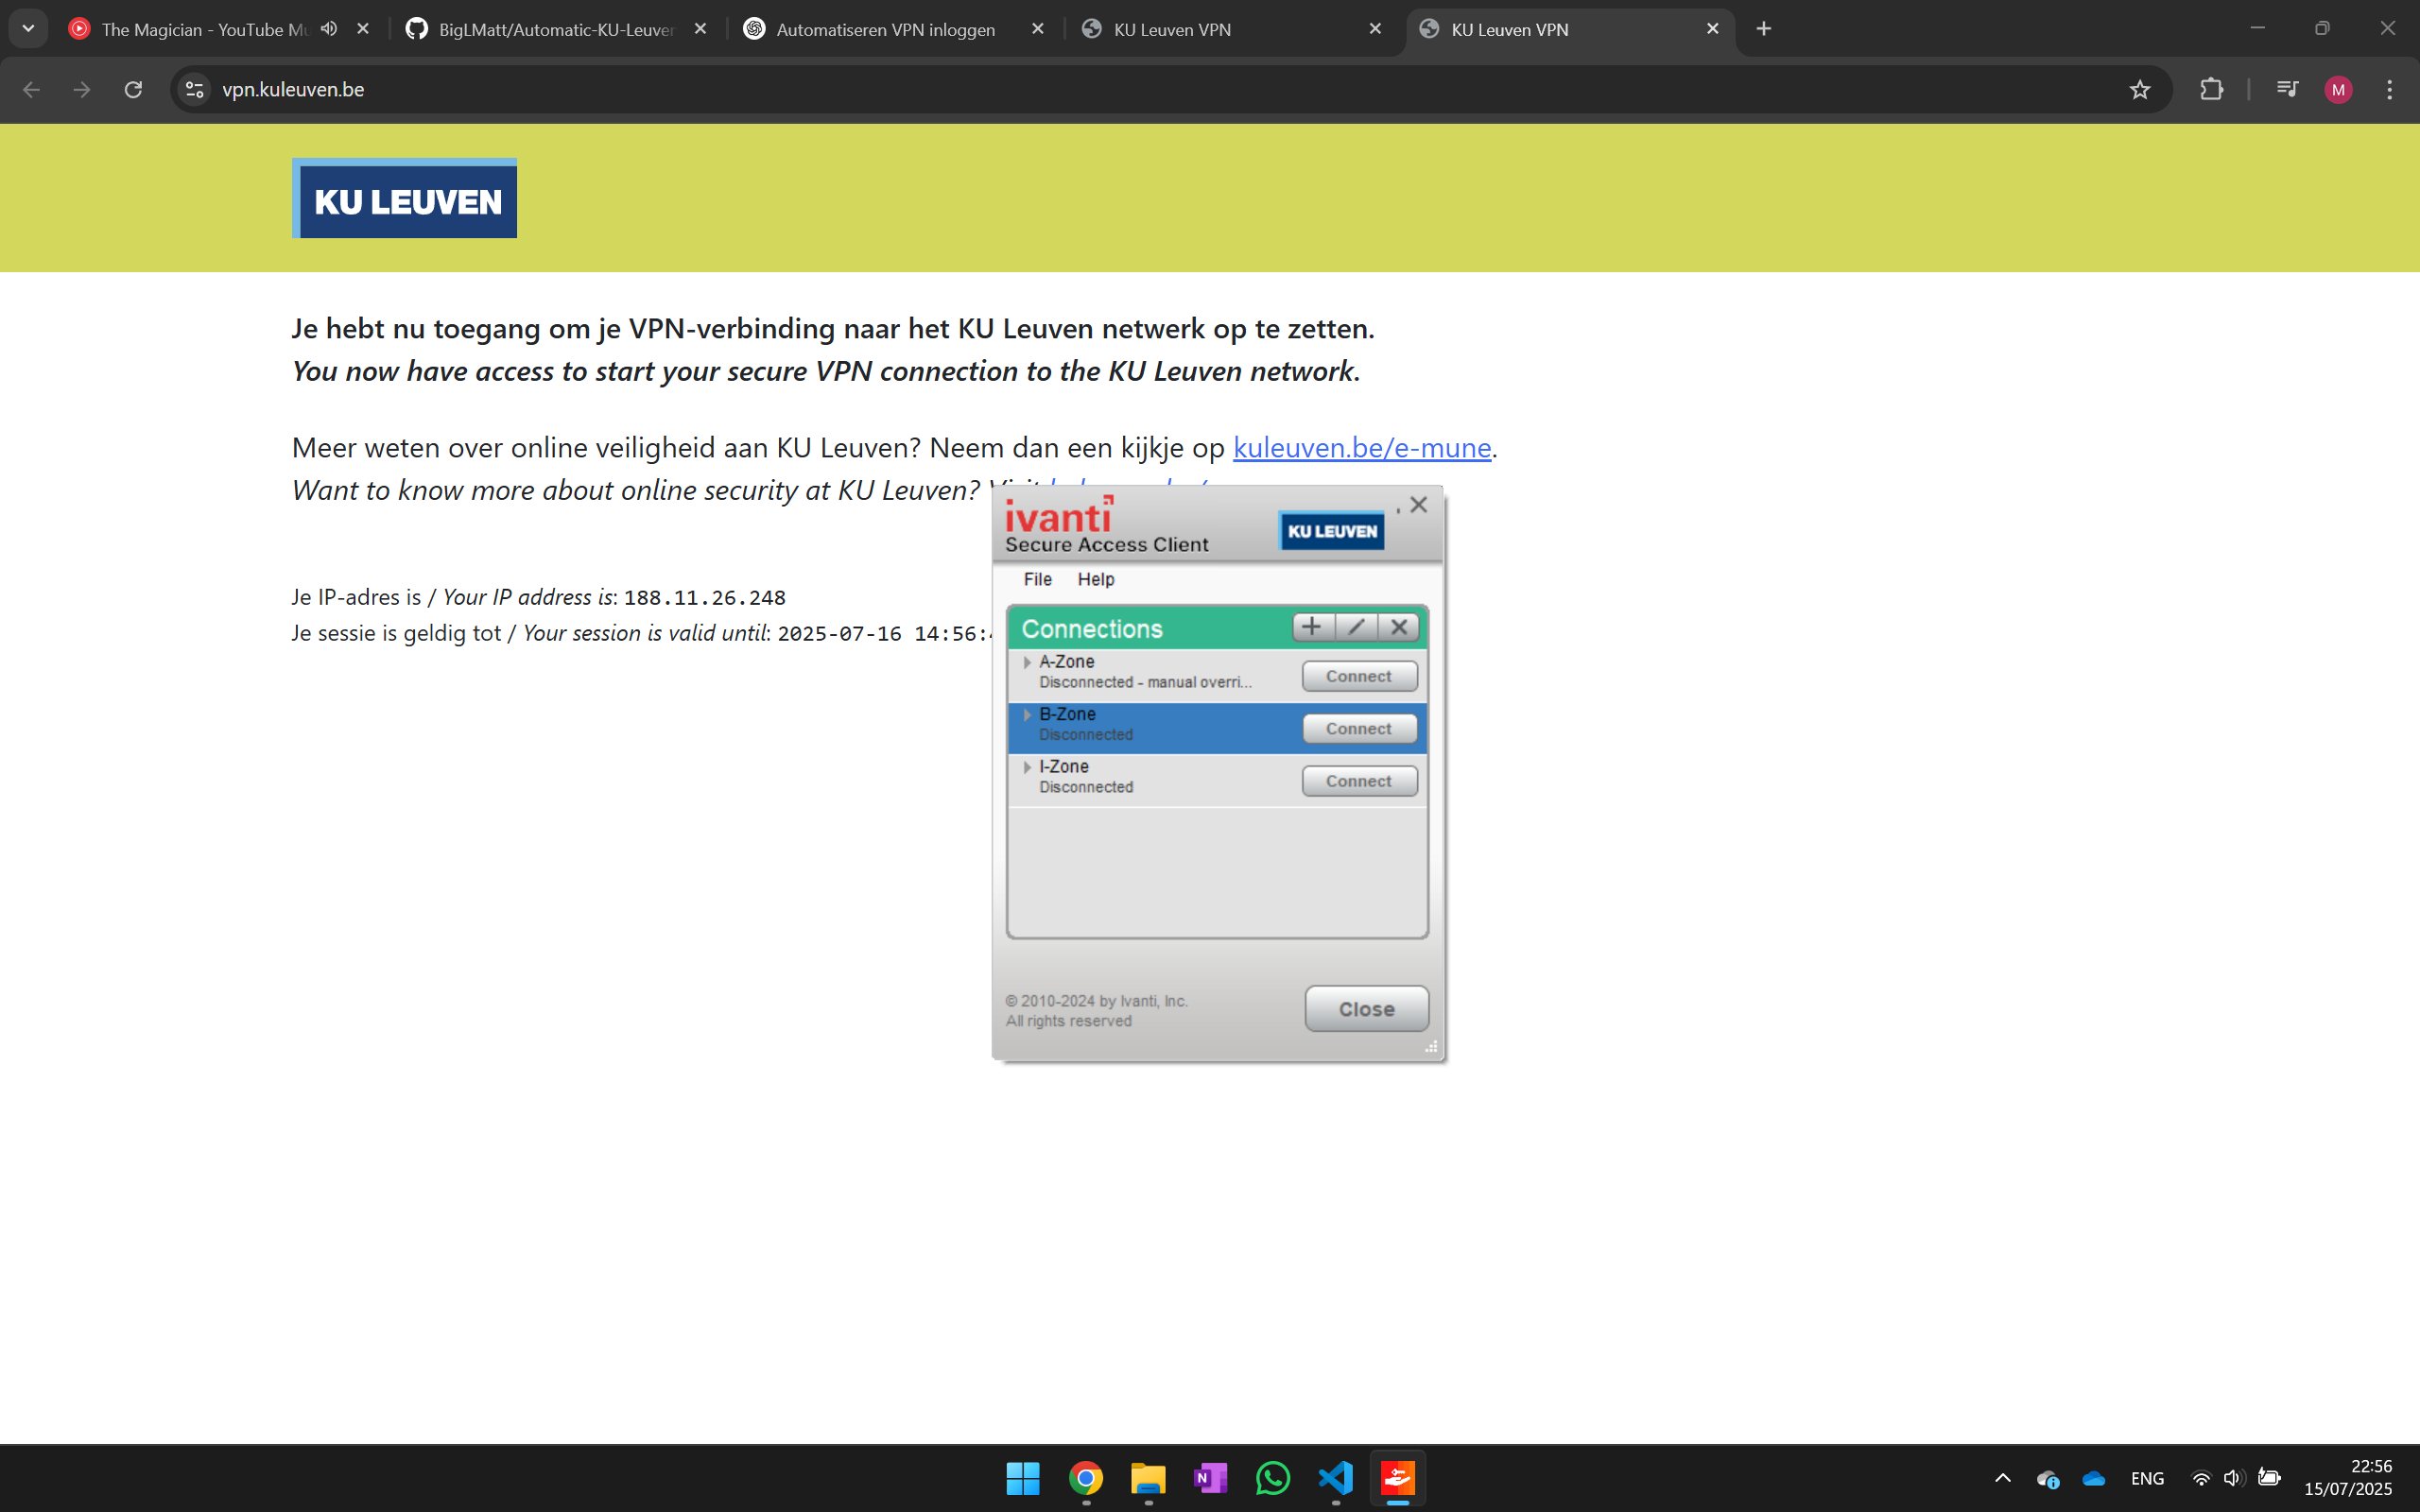 The Magician - YouTube Mu
BigLMatt/Automatic-KU-Leuven
Automatiseren VPN inloggen
KU Leuven VPN
KU Leuven VPN
vpn.kuleuven.be
M
KU LEUVEN
Je hebt nu toegang om je VPN-verbinding naar het KU Leuven netwerk op te zetten.
You now have access to start your secure VPN connection to the KU Leuven network.
Meer weten over online veiligheid aan KU Leuven? Neem dan een kijkje op kuleuven.be/e-mune.
Want to know more about online security at KU Leuven? Visit
Je IP-adres is / Your IP address is: 188.11.26.248
Je sessie is geldig tot / Your session is valid until: 2025-07-16 14:56:
ivanti
Secure Access Client
KU LEUVEN
File Help
Connections
A-Zone
Disconnected - manual overri...
Connect
B-Zone
Disconnected
Connect
I-Zone
Disconnected
Connect
© 2010-2024 by Ivanti, Inc.
All rights reserved
Close
N
ENG
22:56
15/07/2025